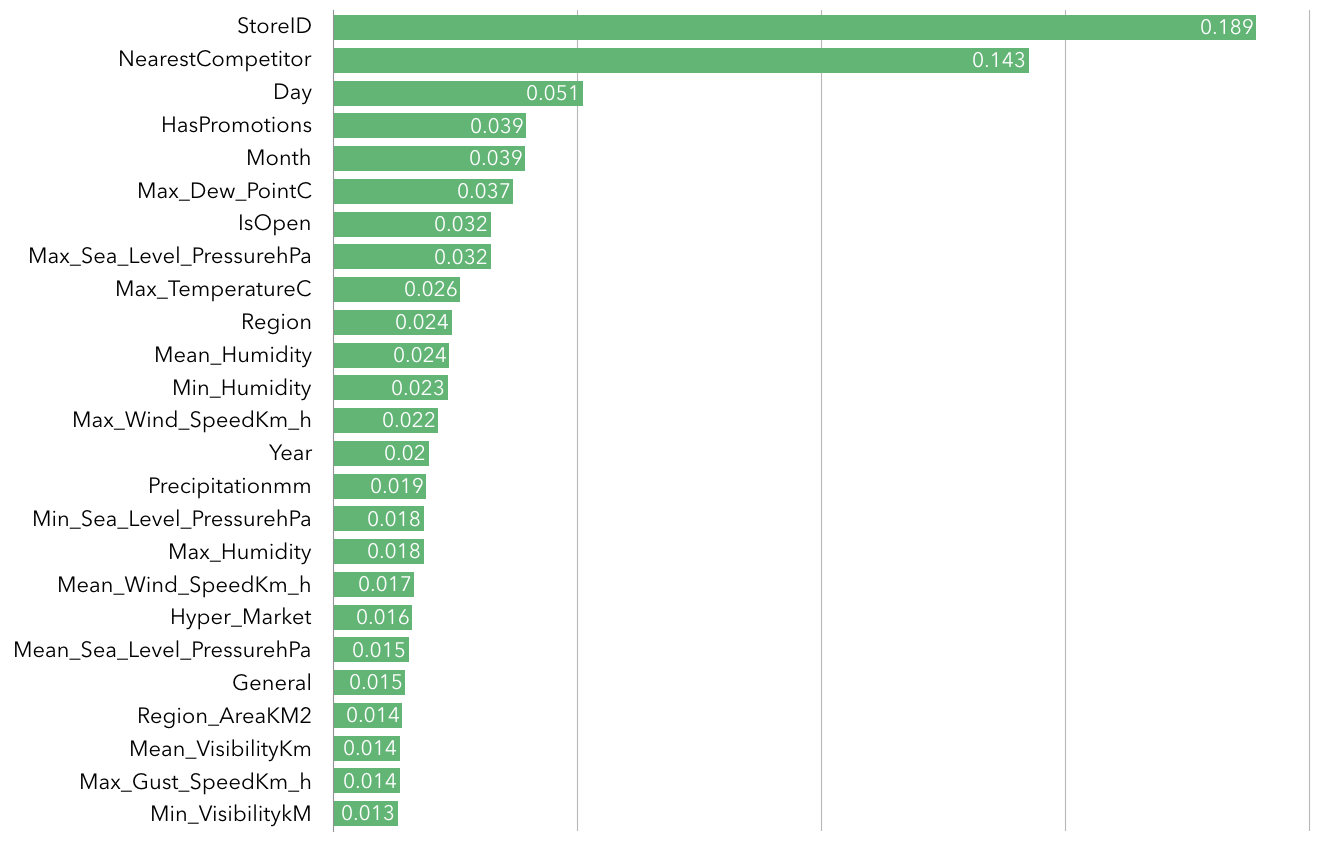 StoreID 0.189
NearestCompetitor 0.143
Day 0.051
HasPromotions 0.039
Month 0.039
Max_Dew_PointC 0.037
IsOpen 0.032
Max_Sea_Level_PressurehPa 0.032
Max_TemperatureC 0.026
Region 0.024
Mean_Humidity 0.024
Min_Humidity 0.023
Max_Wind_SpeedKm_h 0.022
Year 0.02
Precipitationmm 0.019
Min_Sea_Level_PressurehPa 0.018
Max_Humidity 0.018
Mean_Wind_SpeedKm_h 0.017
Hyper_Market 0.016
Mean_Sea_Level_PressurehPa 0.015
General 0.015
Region_AreaKM2 0.014
Mean_VisibilityKm 0.014
Max_Gust_SpeedKm_h 0.014
Min_VisibilitykM 0.013